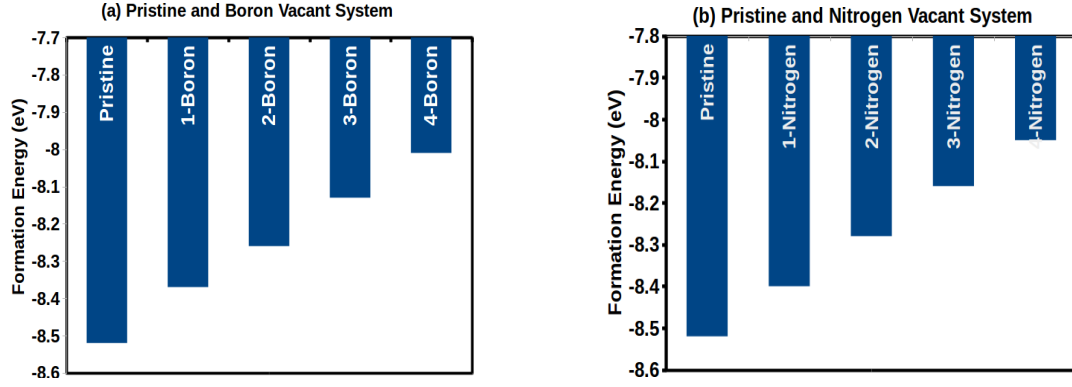 (a) Pristine and Boron Vacant System
Formation Energy (eV)
-7.7
-7.8
-7.9
-8
-8.1
-8.2
-8.3
-8.4
-8.5
-8.6
Pristine
1-Boron
2-Boron
3-Boron
4-Boron
(b) Pristine and Nitrogen Vacant System
Formation Energy (eV)
-7.8
-7.9
-8
-8.1
-8.2
-8.3
-8.4
-8.5
-8.6
Pristine
1-Nitrogen
2-Nitrogen
3-Nitrogen
4-Nitrogen